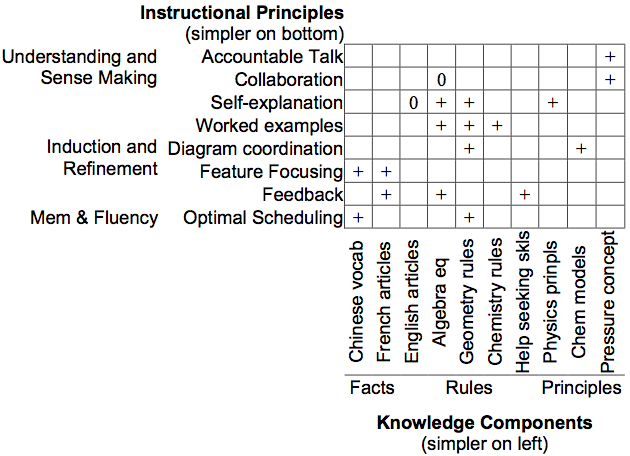 Instructional Principles
(simpler on bottom)
Understanding and Accountable Talk +
Sense Making Collaboration 0 +
Self-explanation 0 + + +
Worked examples + + +
Induction and Diagram coordination + +
Refinement Feature Focusing + +
Feedback + + +
Mem & Fluency Optimal Scheduling + +
Chinese vocab
French articles
English articles
Algebra eq
Geometry rules
Chemistry rules
Help seeking skls
Physics prinpls
Chem models
Pressure concept
Facts Rules Principles
Knowledge Components
(simpler on left)